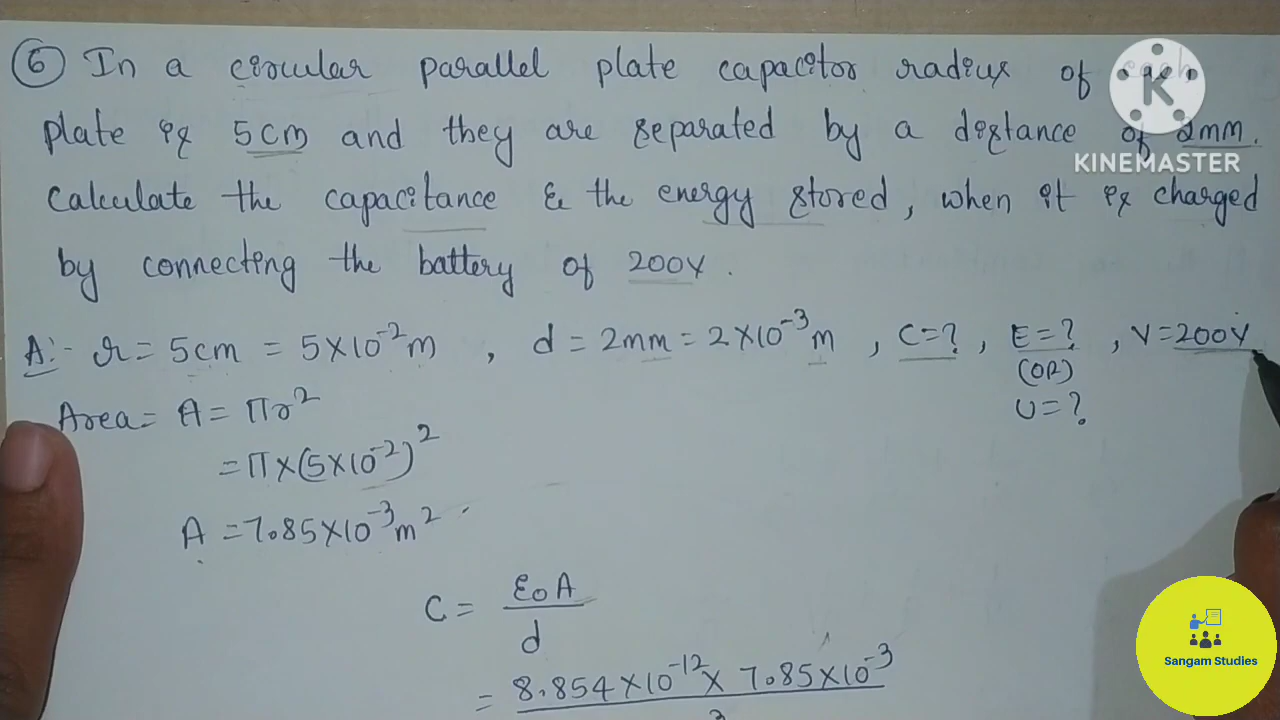 6 In a circular parallel plate capacitor radius of each
K
plate is 5cm and they are separated by a distance of 2mm.
KINEMASTER
Calculate the capacitance & the energy stored, when it is charged
by connecting the battery of 200V.
A:- r = 5cm = 5×10⁻²m , d = 2mm = 2×10⁻³m , C=? , E=? , V=200V
(OR)
U=?
Area = A = πr²
= π×(5×10⁻²)²
A = 7.85×10⁻³m²
C = ε₀A
d
= 8.854×10⁻¹² × 7.85×10⁻³
Sangam Studies